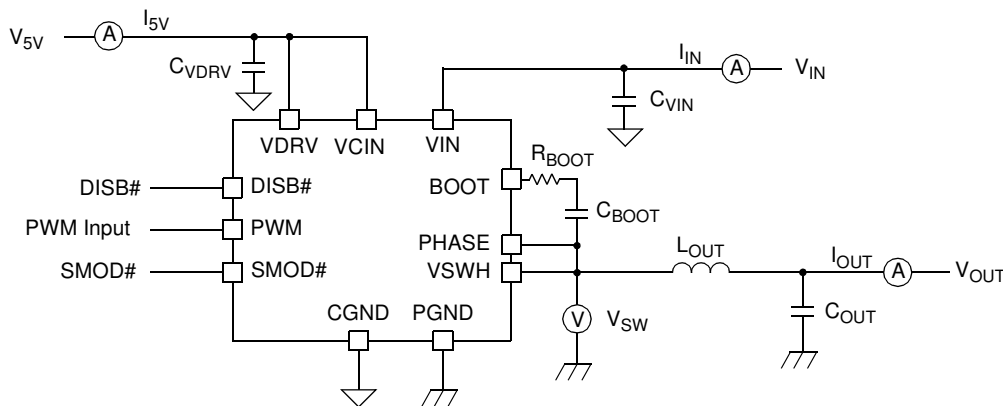 V5V
A
I5V
CVDRV
IIN
A
VIN
CVIN
VDRV
VCIN
VIN
RBOOT
BOOT
CBOOT
DISB#
DISB#
PWM Input
PWM
PHASE
SMOD#
SMOD#
VSWH
LOUT
IOUT
A
VOUT
CGND
PGND
V
VSW
COUT